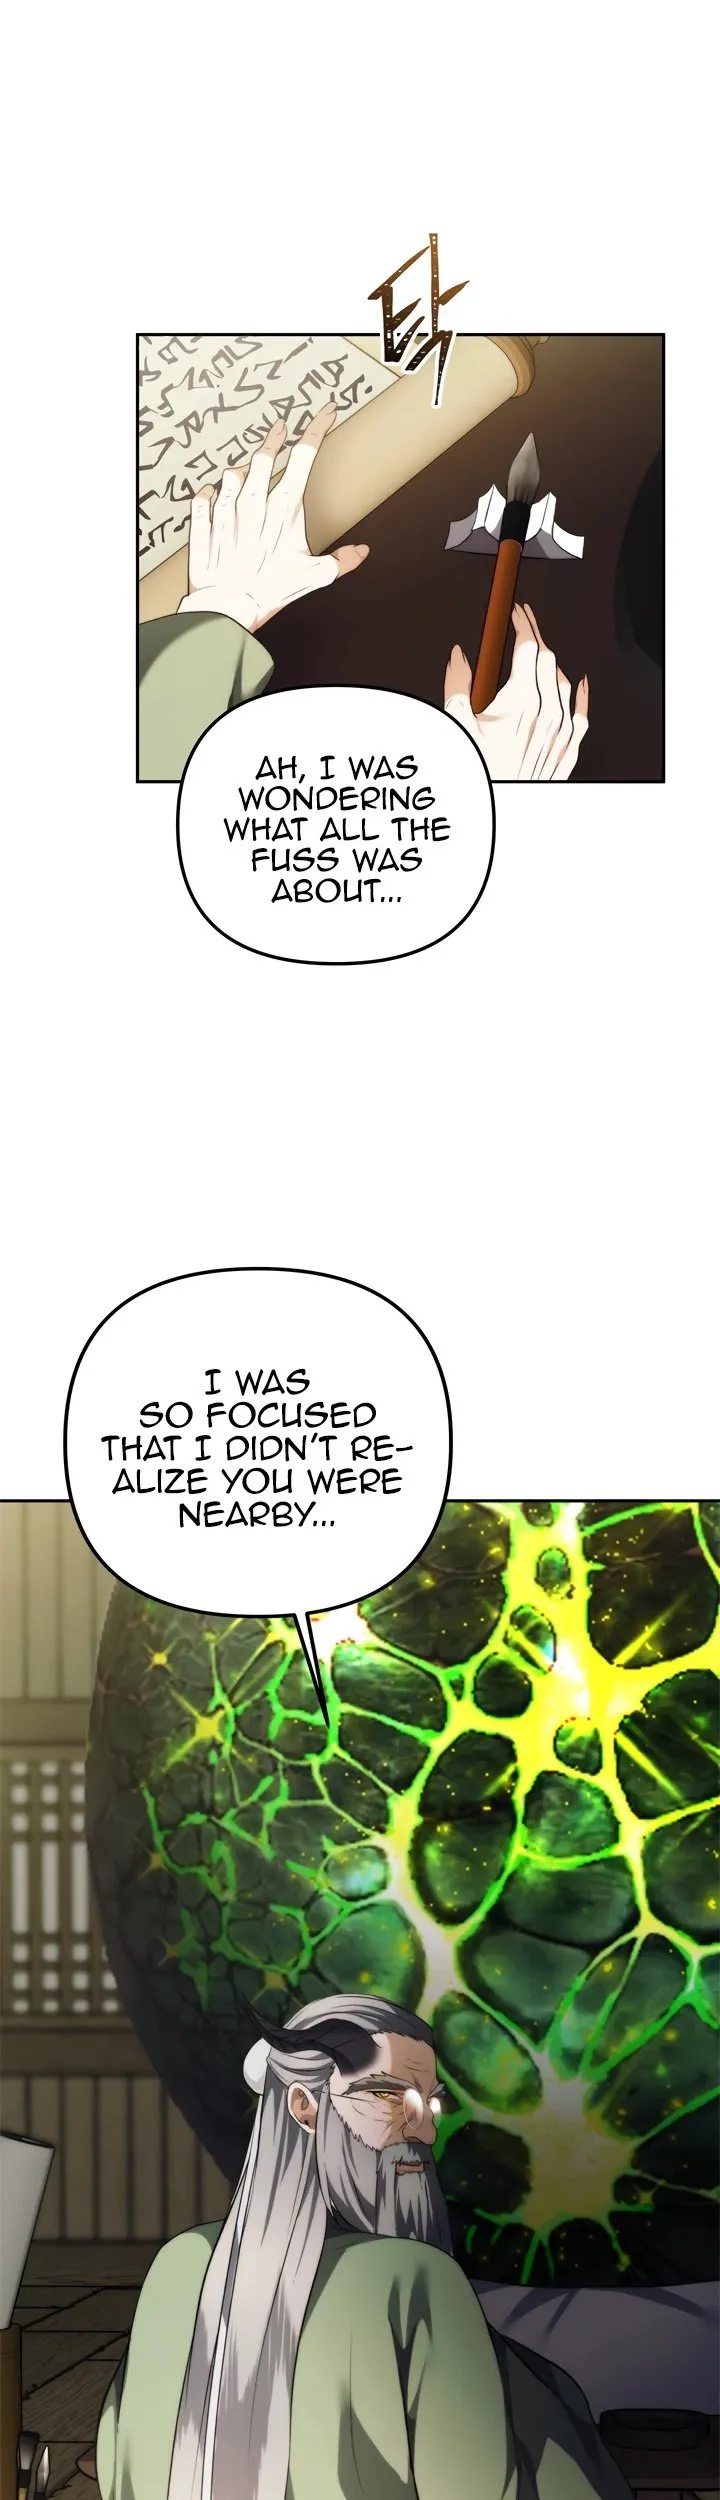 탁
AH, I WAS
WONDERING
WHAT ALL THE
FUSS WAS
ABOUT...
I WAS
SO FOCUSED
THAT I DIDN'T RE-
ALIZE YOU WERE
NEARBY...